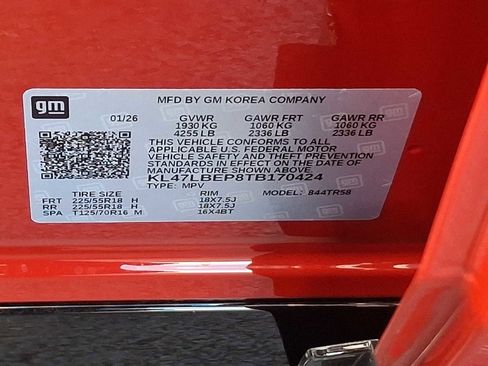 gm
MFD BY GM KOREA COMPANY
01/26 GVWR GAWR FRT GAWR RR
1930 KG 1060 KG 1060 KG
4255 LB 2336 LB 2336 LB
THIS VEHICLE CONFORMS TO ALL
APPLICABLE U.S. FEDERAL MOTOR
VEHICLE SAFETY AND THEFT PREVENTION
STANDARDS IN EFFECT ON THE DATE OF
MANUFACTURE SHOWN ABOVE.
KL47LBEP8TB170424
TYPE: MPV MODEL: 844TR58
TIRE SIZE RIM
FRT 225/55R18 H 18X7.5J
RR 225/55R18 H 18X7.5J
SPA T125/70R16 M 16X4BT